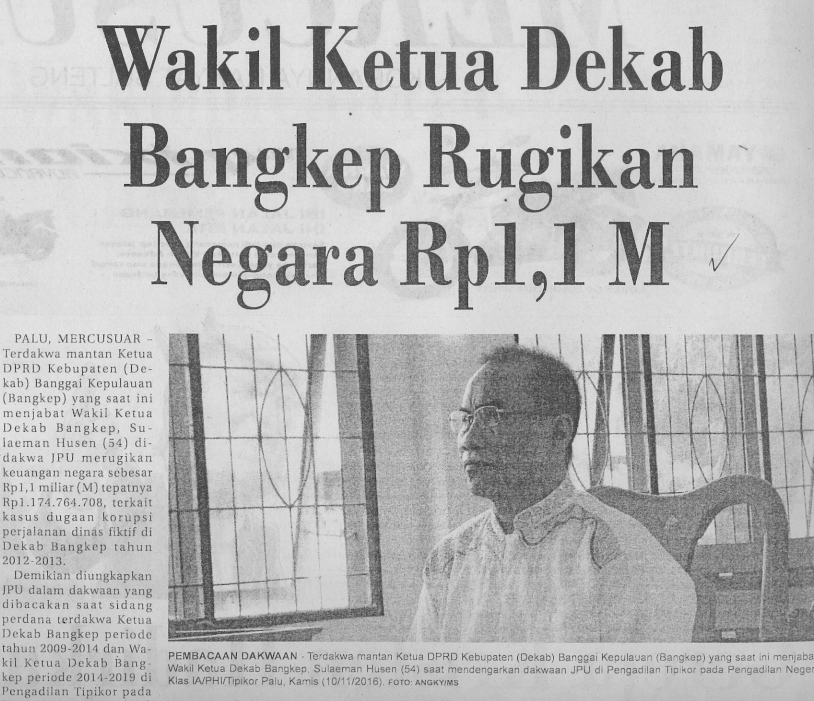 Wakil Ketua Dekab
Bangkep Rugikan
Negara Rp1,1 M
PALU, MERCUSUAR –
Terdakwa mantan Ketua
DPRD Kebupaten (De-
kab) Banggai Kepulauan
(Bangkep) yang saat ini
menjabat Wakil Ketua
Dekab Bangkep, Su-
laeman Husen (54) di-
dakwa JPU merugikan
keuangan negara sebesar
Rp1,1 miliar (M) tepatnya
Rp1.174.764.708, terkait
kasus dugaan korupsi
perjalanan dinas fiktif di
Dekab Bangkep tahun
2012-2013.
Demikian diungkapkan
JPU dalam dakwaan yang
dibacakan saat sidang
perdana terdakwa Ketua
Dekab Bangkep periode
tahun 2009-2014 dan Wa-
kil Ketua Dekab Bang-
kep periode 2014-2019 di
Pengadilan Tipikor pada
PEMBACAAN DAKWAAN - Terdakwa mantan Ketua DPRD Kebupaten (Dekab) Banggai Kepulauan (Bangkep) yang saat ini menjaba
Wakil Ketua Dekab Bangkep, Sulaeman Husen (54) saat mendengarkan dakwaan JPU di Pengadilan Tipikor pada Pengadilan Neger
Klas IA/PHI/Tipikor Palu, Kamis (10/11/2016). FOTO: ANGKY/MS